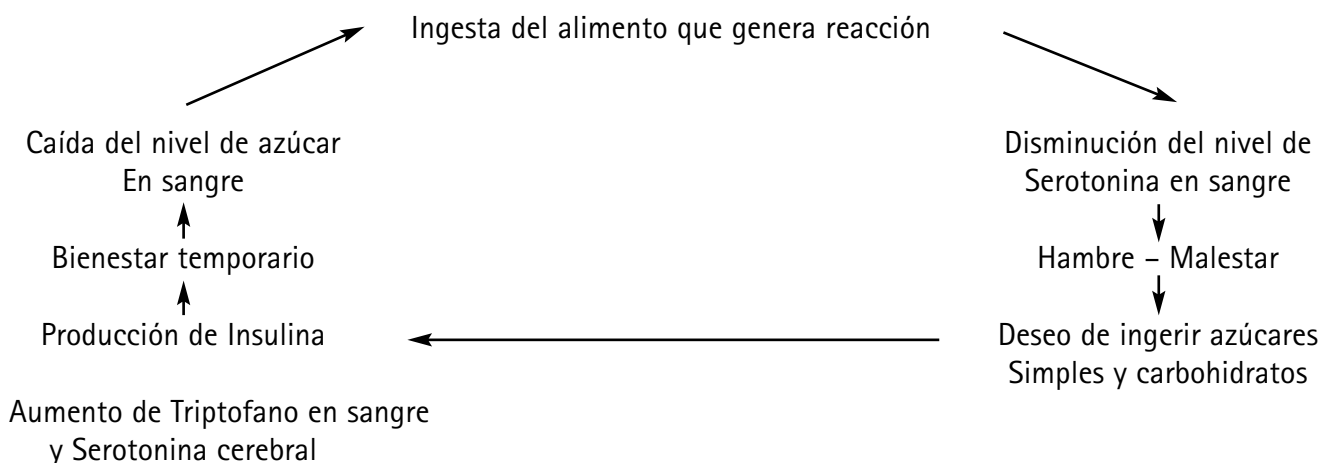 Ingesta del alimento que genera reacción
Caída del nivel de azúcar
En sangre
Bienestar temporario
Producción de Insulina
Aumento de Triptofano en sangre
y Serotonina cerebral
Disminución del nivel de
Serotonina en sangre
Hambre – Malestar
Deseo de ingerir azúcares
Simples y carbohidratos